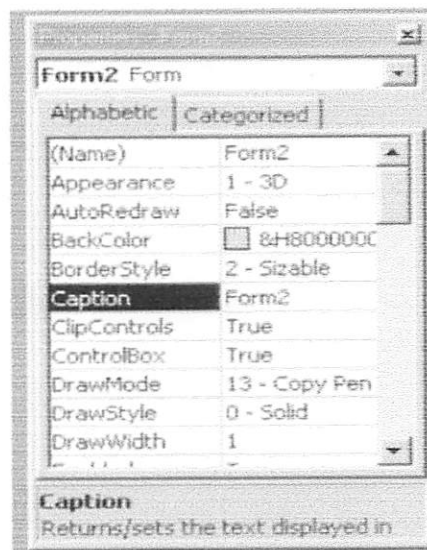 Form2 Form
Alphabetic Categorized
(Name) Form2
Appearance 1 - 3D
AutoRedraw False
BackColor &H8000000
BorderStyle 2 - Sizable
Caption Form2
ClipControls True
ControlBox True
DrawMode 13 - Copy Pen
DrawStyle 0 - Solid
DrawWidth 1
Caption
Returns/sets the text displayed in